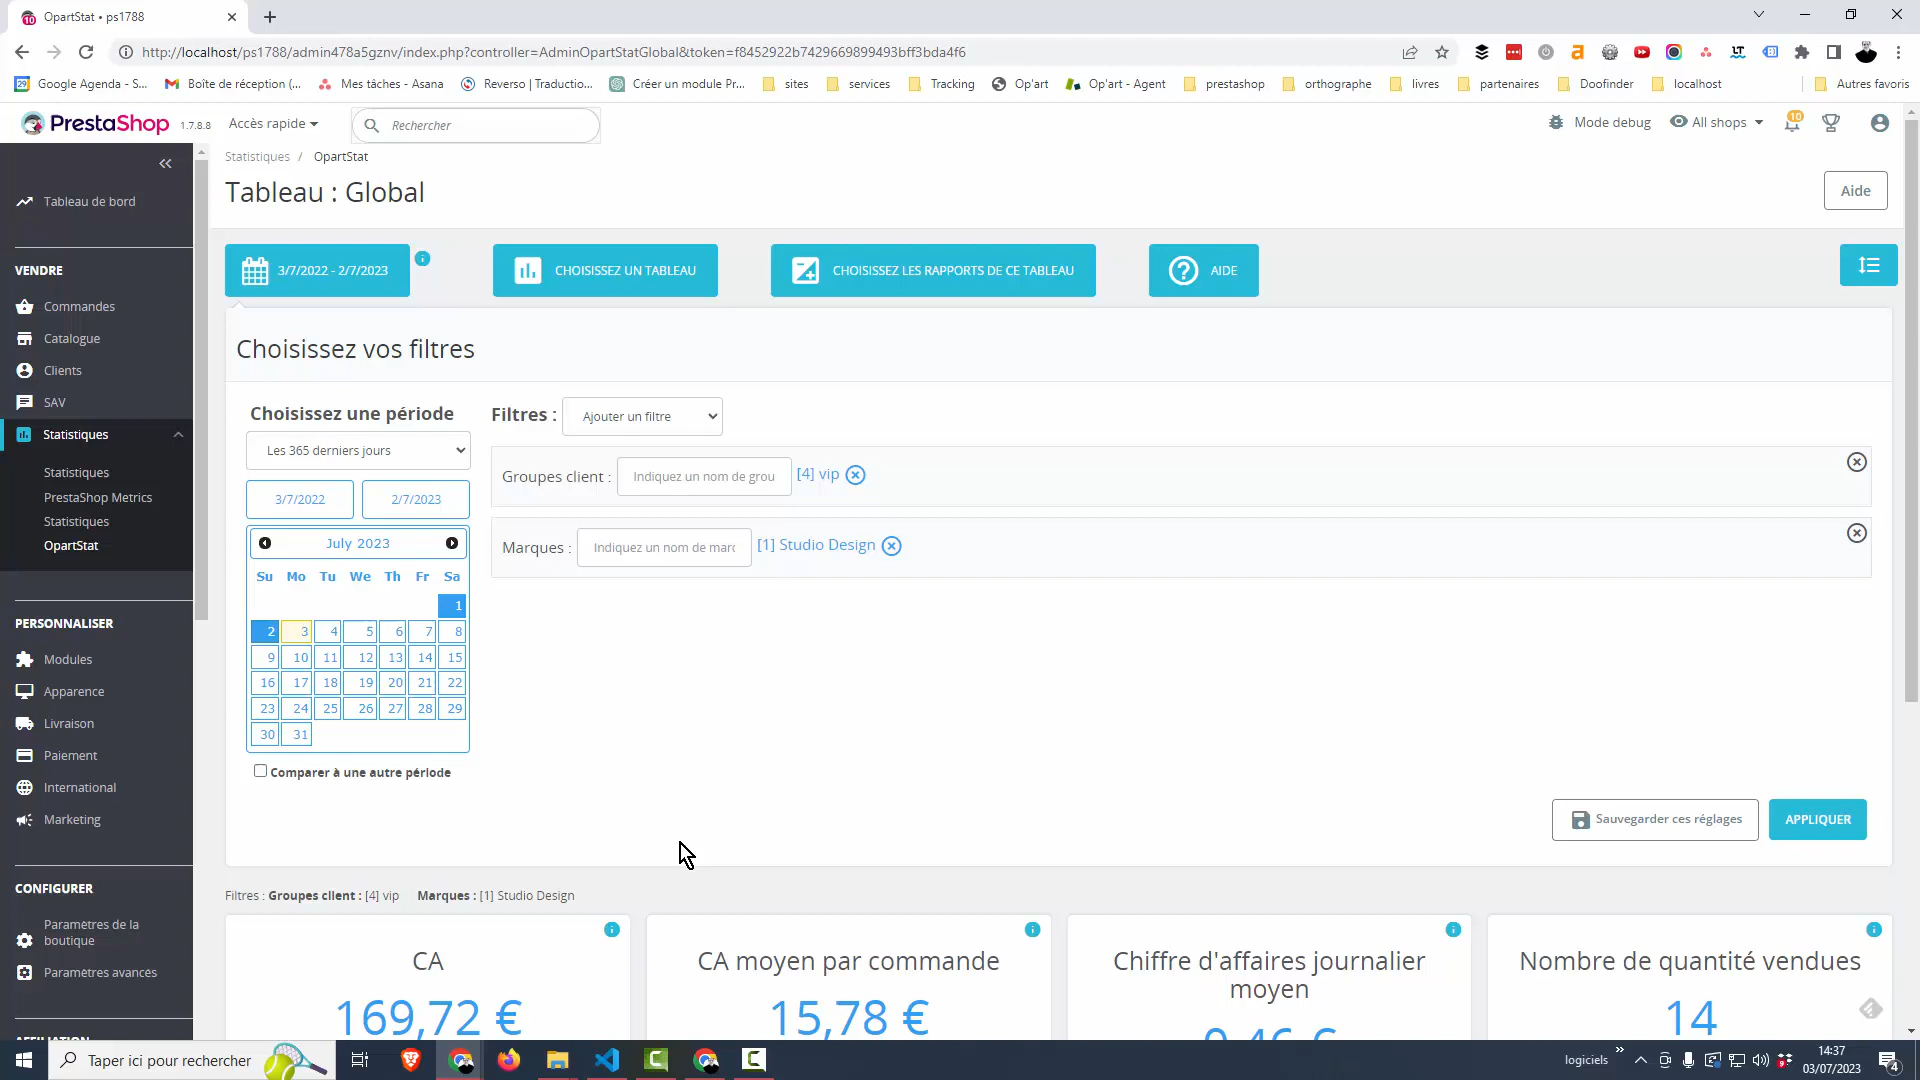 OpartStat • ps1788
http://localhost/ps1788/admin478a5gznv/index.php?controller=AdminOpartStatGlobal&token=f8452922b7429669899493bff3bda4f6
Google Agenda - S... Boîte de réception (... Mes tâches - Asana Reverso | Traductio... Créer un module Pr... sites services Tracking Op'art Op'art - Agent prestashop orthographe livres partenaires Doofinder localhost Autres favoris
PrestaShop 1.7.8.8 Accès rapide Rechercher Mode debug All shops 10
Statistiques / OpartStat
Tableau : Global
Aide
Tableau de bord
VENDRE
Commandes
Catalogue
Clients
SAV
Statistiques
Statistiques
PrestaShop Metrics
Statistiques
OpartStat
PERSONNALISER
Modules
Apparence
Livraison
Paiement
International
Marketing
CONFIGURER
Paramètres de la
boutique
Paramètres avancés
3/7/2022 - 2/7/2023 CHOISISSEZ UN TABLEAU CHOISISSEZ LES RAPPORTS DE CE TABLEAU AIDE
Choisissez vos filtres
Choisissez une période
Les 365 derniers jours
3/7/2022 2/7/2023
July 2023
Su Mo Tu We Th Fr Sa
1
2 3 4 5 6 7 8
9 10 11 12 13 14 15
16 17 18 19 20 21 22
23 24 25 26 27 28 29
30 31
Comparer à une autre période
Filtres : Ajouter un filtre
Groupes client : Indiquez un nom de grou [4] vip
Marques : Indiquez un nom de marc [1] Studio Design
Sauvegarder ces réglages APPLIQUER
Filtres : Groupes client : [4] vip Marques : [1] Studio Design
CA
169,72 €
CA moyen par commande
15,78 €
Chiffre d'affaires journalier
moyen
Nombre de quantité vendues
14
Taper ici pour rechercher
logiciels
14:37
03/07/2023
4